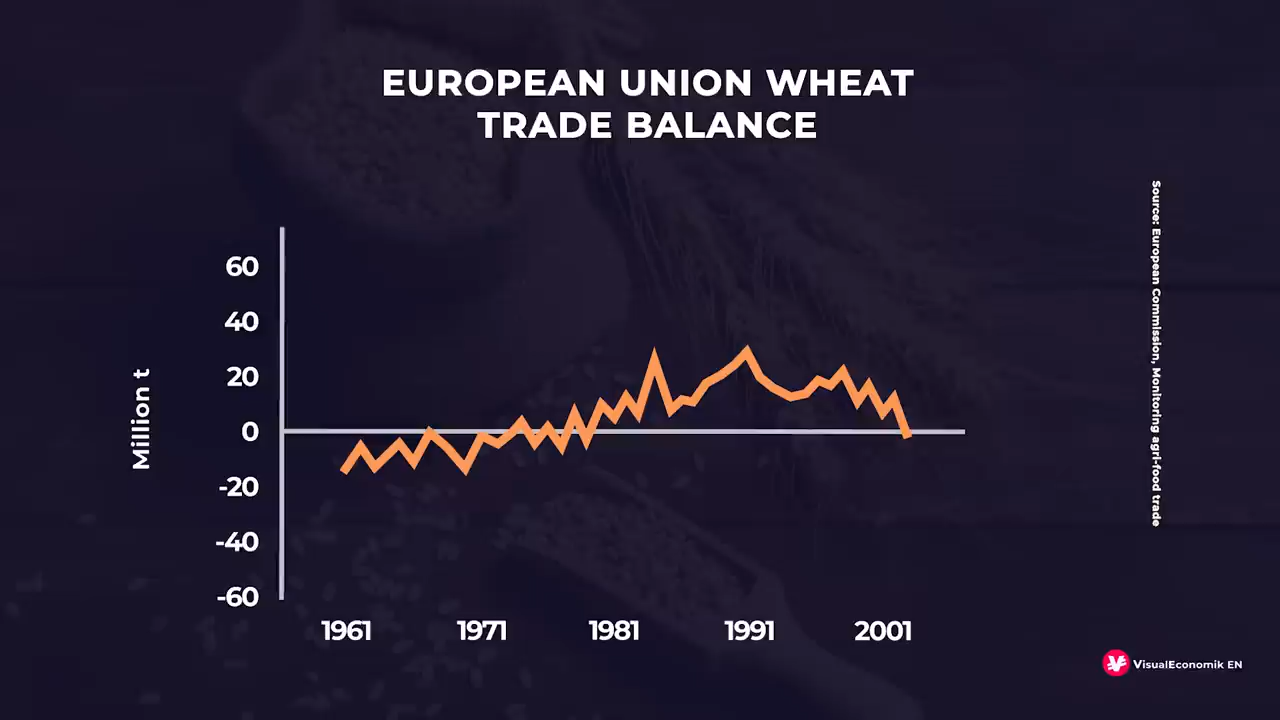 EUROPEAN UNION WHEAT
TRADE BALANCE
Million t
60
40
20
0
-20
-40
-60
1961
1971
1981
1991
2001
Source: European Commission, Monitoring agri-food trade
VisualEconomik EN